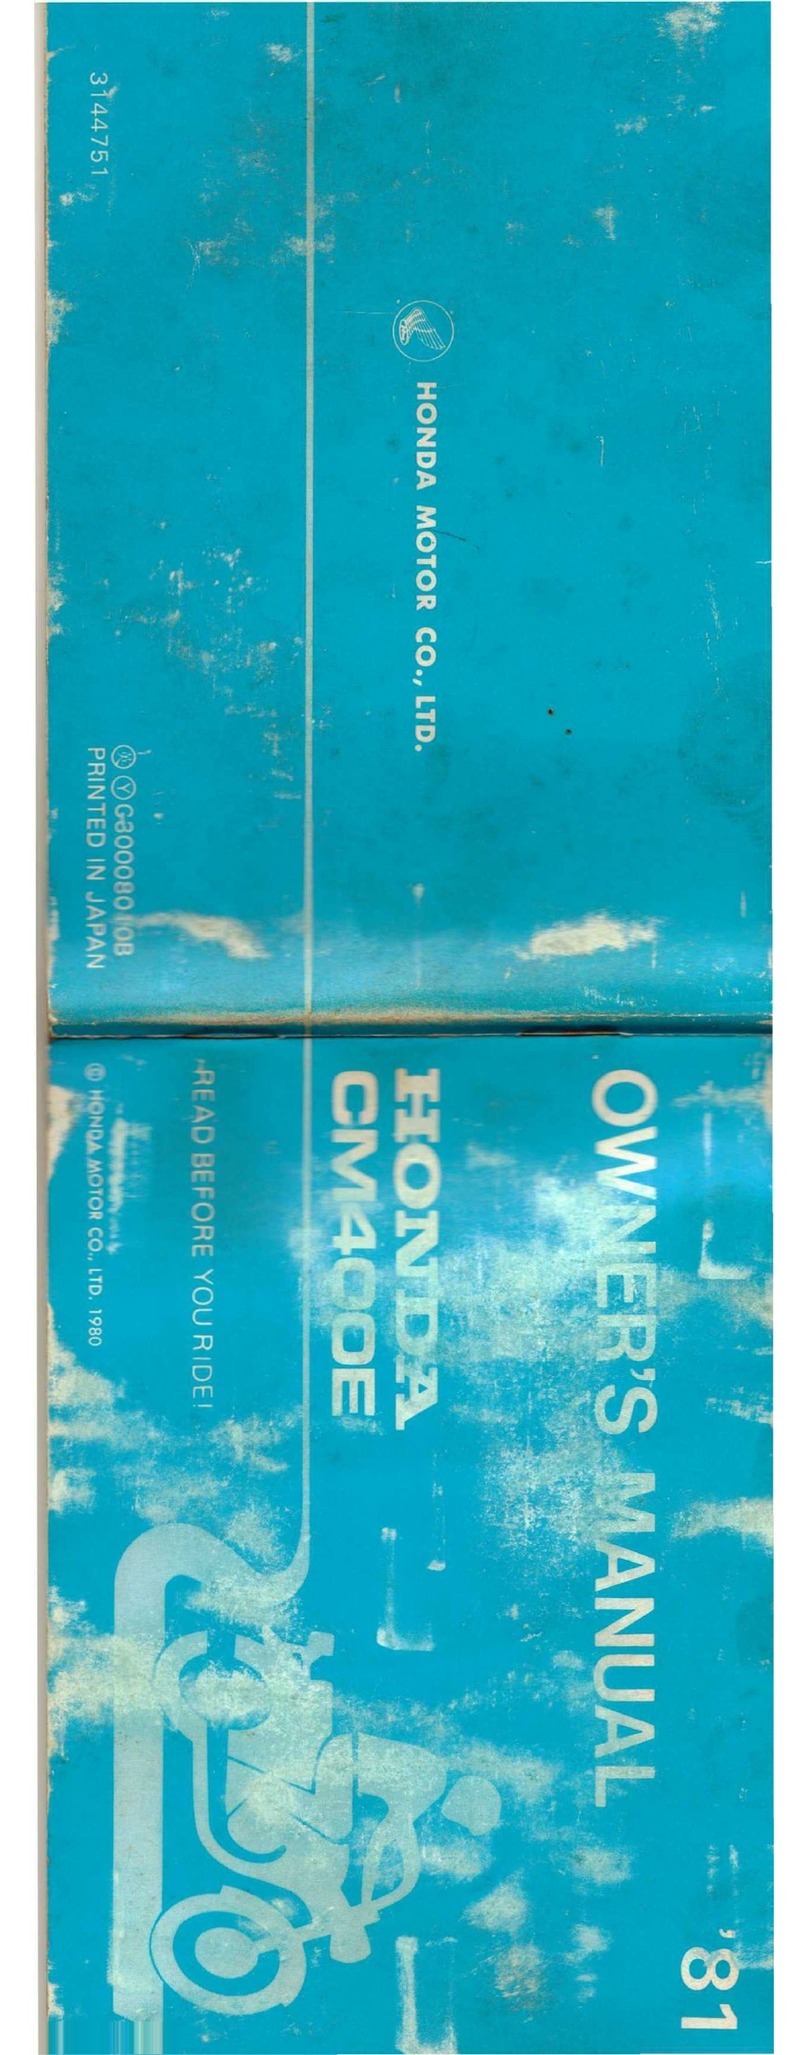 '81
OWNER'S MANUAL
HONDA
CM400E
READ BEFORE YOU RIDE!
© HONDA MOTOR CO., LTD. 1980
HONDA MOTOR CO., LTD.
3144751
PRINTED IN JAPAN